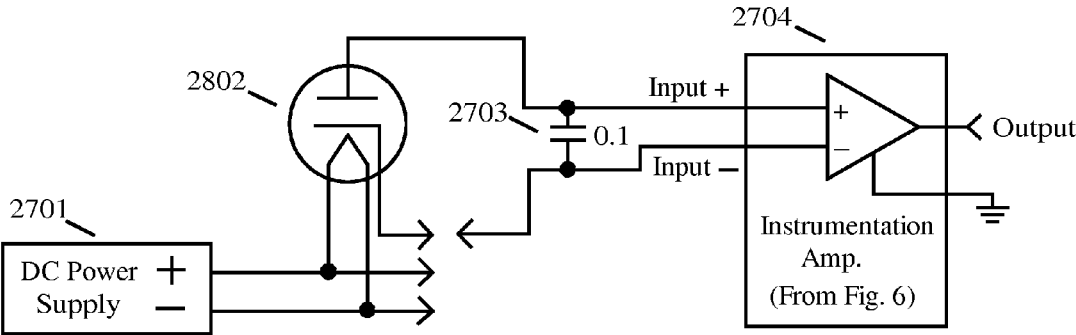 2704
2802
Input +
2703
0.1
+
−
Output
Input −
2701
DC Power
Supply
+
−
Instrumentation
Amp.
(From Fig. 6)